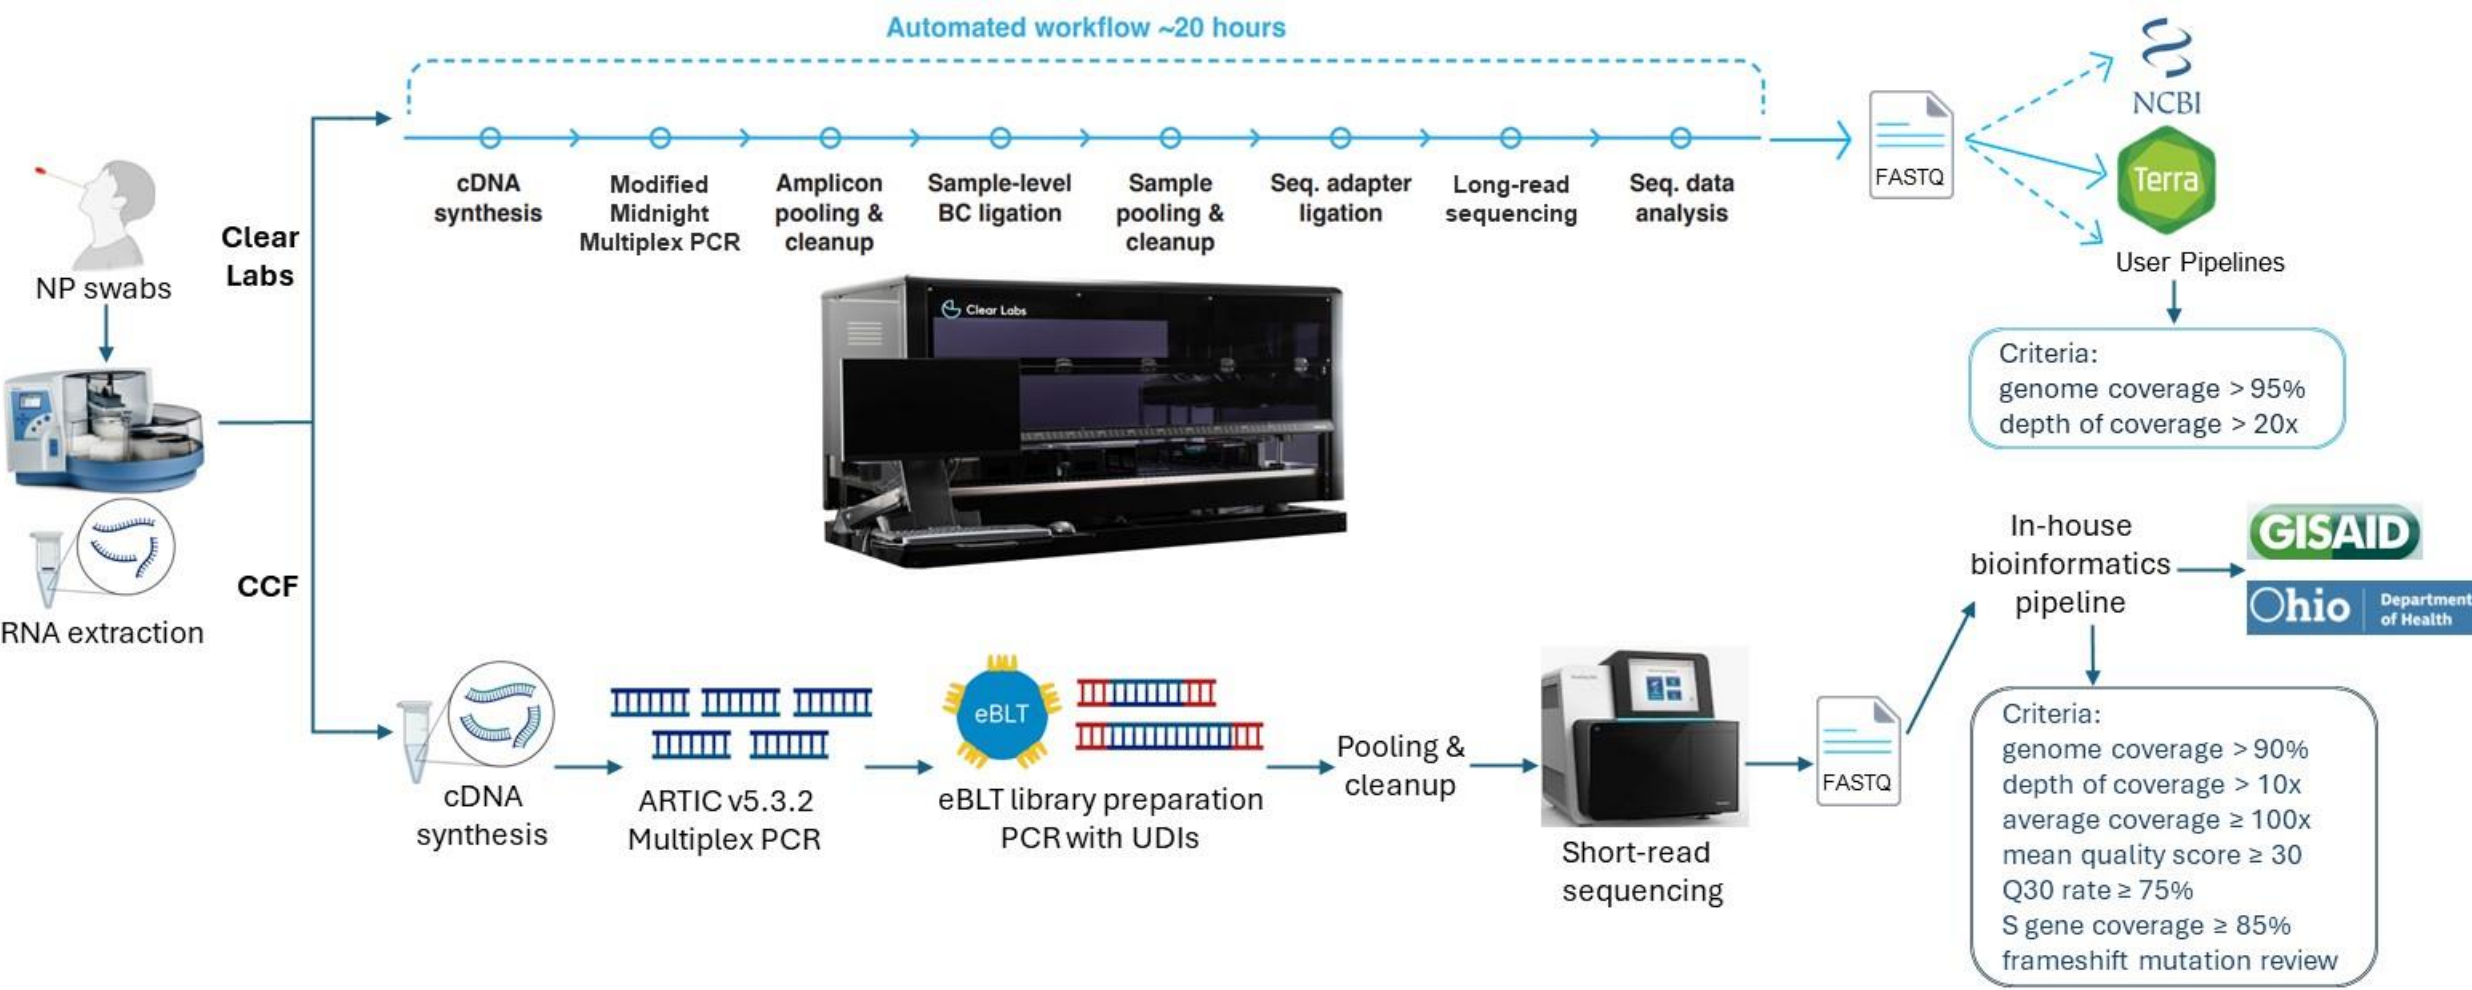 Automated workflow ~20 hours
NCBI
Terra
User Pipelines
FASTQ
cDNA
synthesis
Modified
Midnight
Multiplex PCR
Amplicon
pooling &
cleanup
Sample-level
BC ligation
Sample
pooling &
cleanup
Seq. adapter
ligation
Long-read
sequencing
Seq. data
analysis
Clear
Labs
NP swabs
RNA extraction
CCF
Clear Labs
Criteria:
genome coverage > 95%
depth of coverage > 20x
cDNA
synthesis
ARTIC v5.3.2
Multiplex PCR
eBLT
eBLT library preparation
PCR with UDIs
Pooling &
cleanup
Short-read
sequencing
FASTQ
In-house
bioinformatics
pipeline
GISAID
Ohio
Department
of Health
Criteria:
genome coverage > 90%
depth of coverage > 10x
average coverage ≥ 100x
mean quality score ≥ 30
Q30 rate ≥ 75%
S gene coverage ≥ 85%
frameshift mutation review